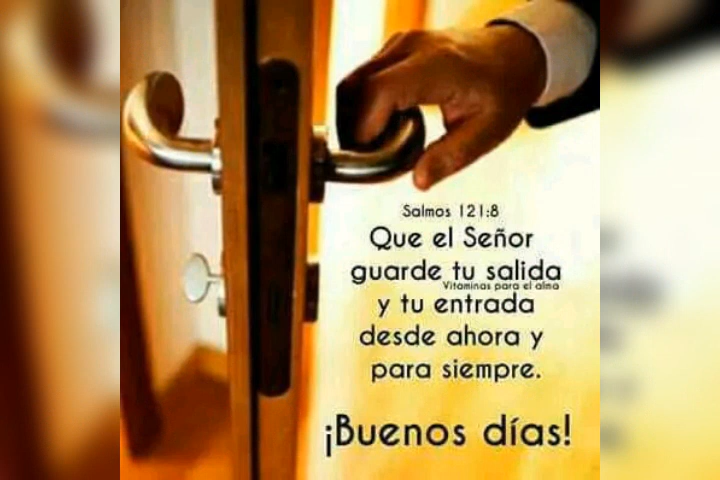 Salmos 121:8
Que el Señor
guarde tu salida
Vitaminas para el alma
y tu entrada
desde ahora y
para siempre.
¡Buenos días!